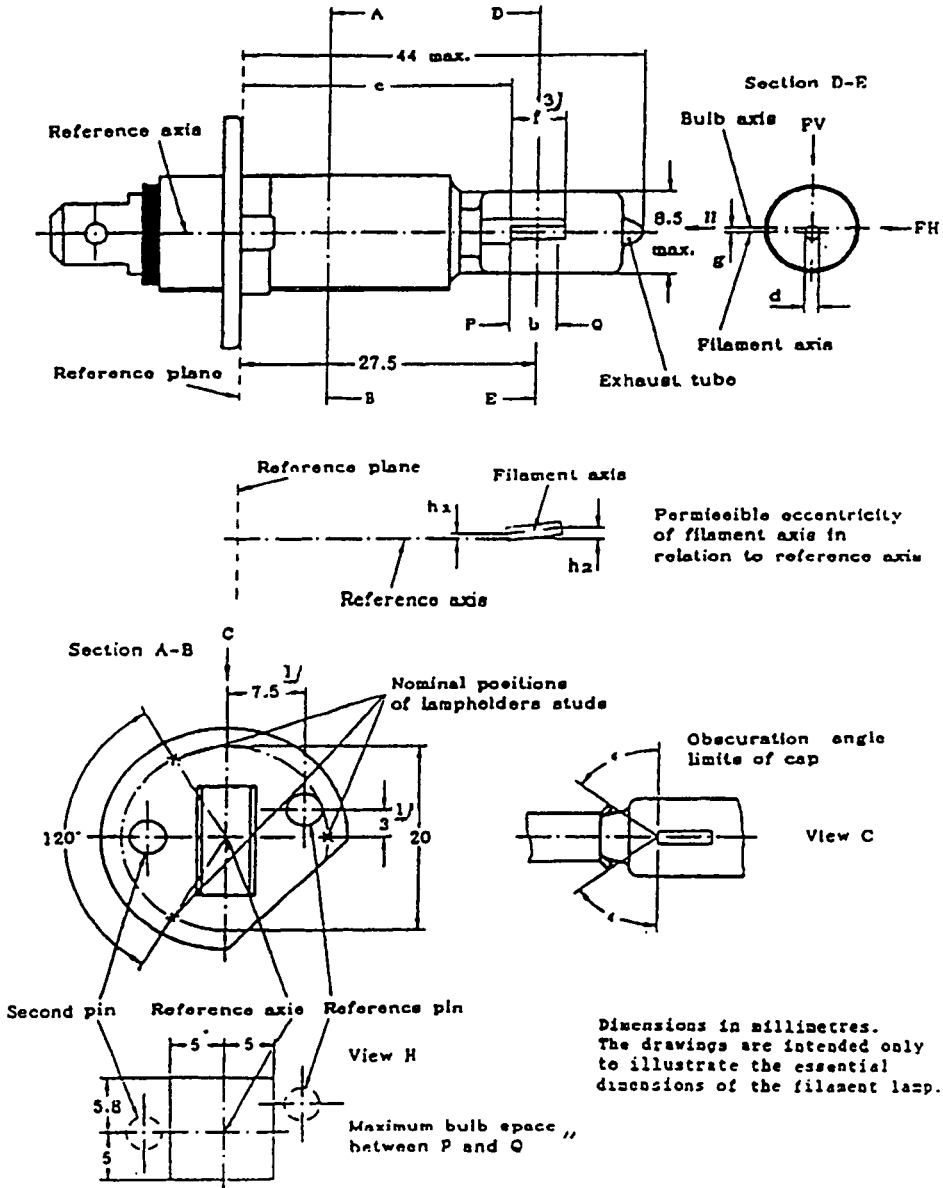 A
D
44 max.
Section D-E
e
3/
f
Bulb axis
FV
Reference axis
8.5
max.
FH
g
d
P
b
Q
Filament axis
27.5
Exhaust tube
Reference plane
B
E
Reference plane
Filament axis
h1
Permissible eccentricity
of filament axis in
relation to reference axis
h2
Reference axis
C
Section A-B
1/
7.5
Nominal positions
of lampholders studs
Obscuration angle
limits of cap
120°
3
1/
20
View C
Second pin
Reference axis
Reference pin
5
5
View H
5.8
5
Maximum bulb space
between P and Q
Dimensions in millimetres.
The drawings are intended only
to illustrate the essential
dimensions of the filament lamp.